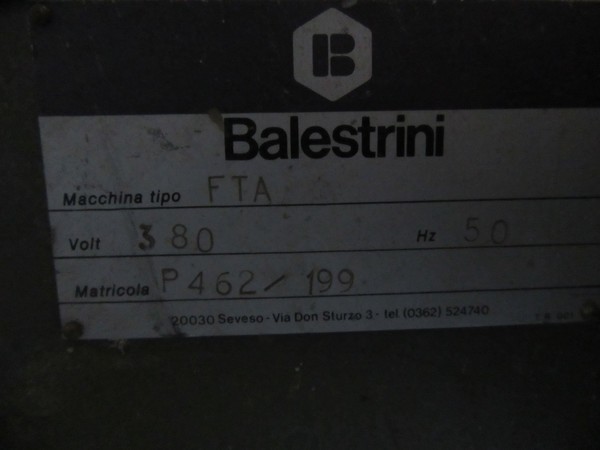 B
Balestrini
Macchina tipo FTA
Volt 380 Hz 50
Matricola P462/199
20030 Seveso - Via Don Sturzo 3 - tel. (0362) 524740